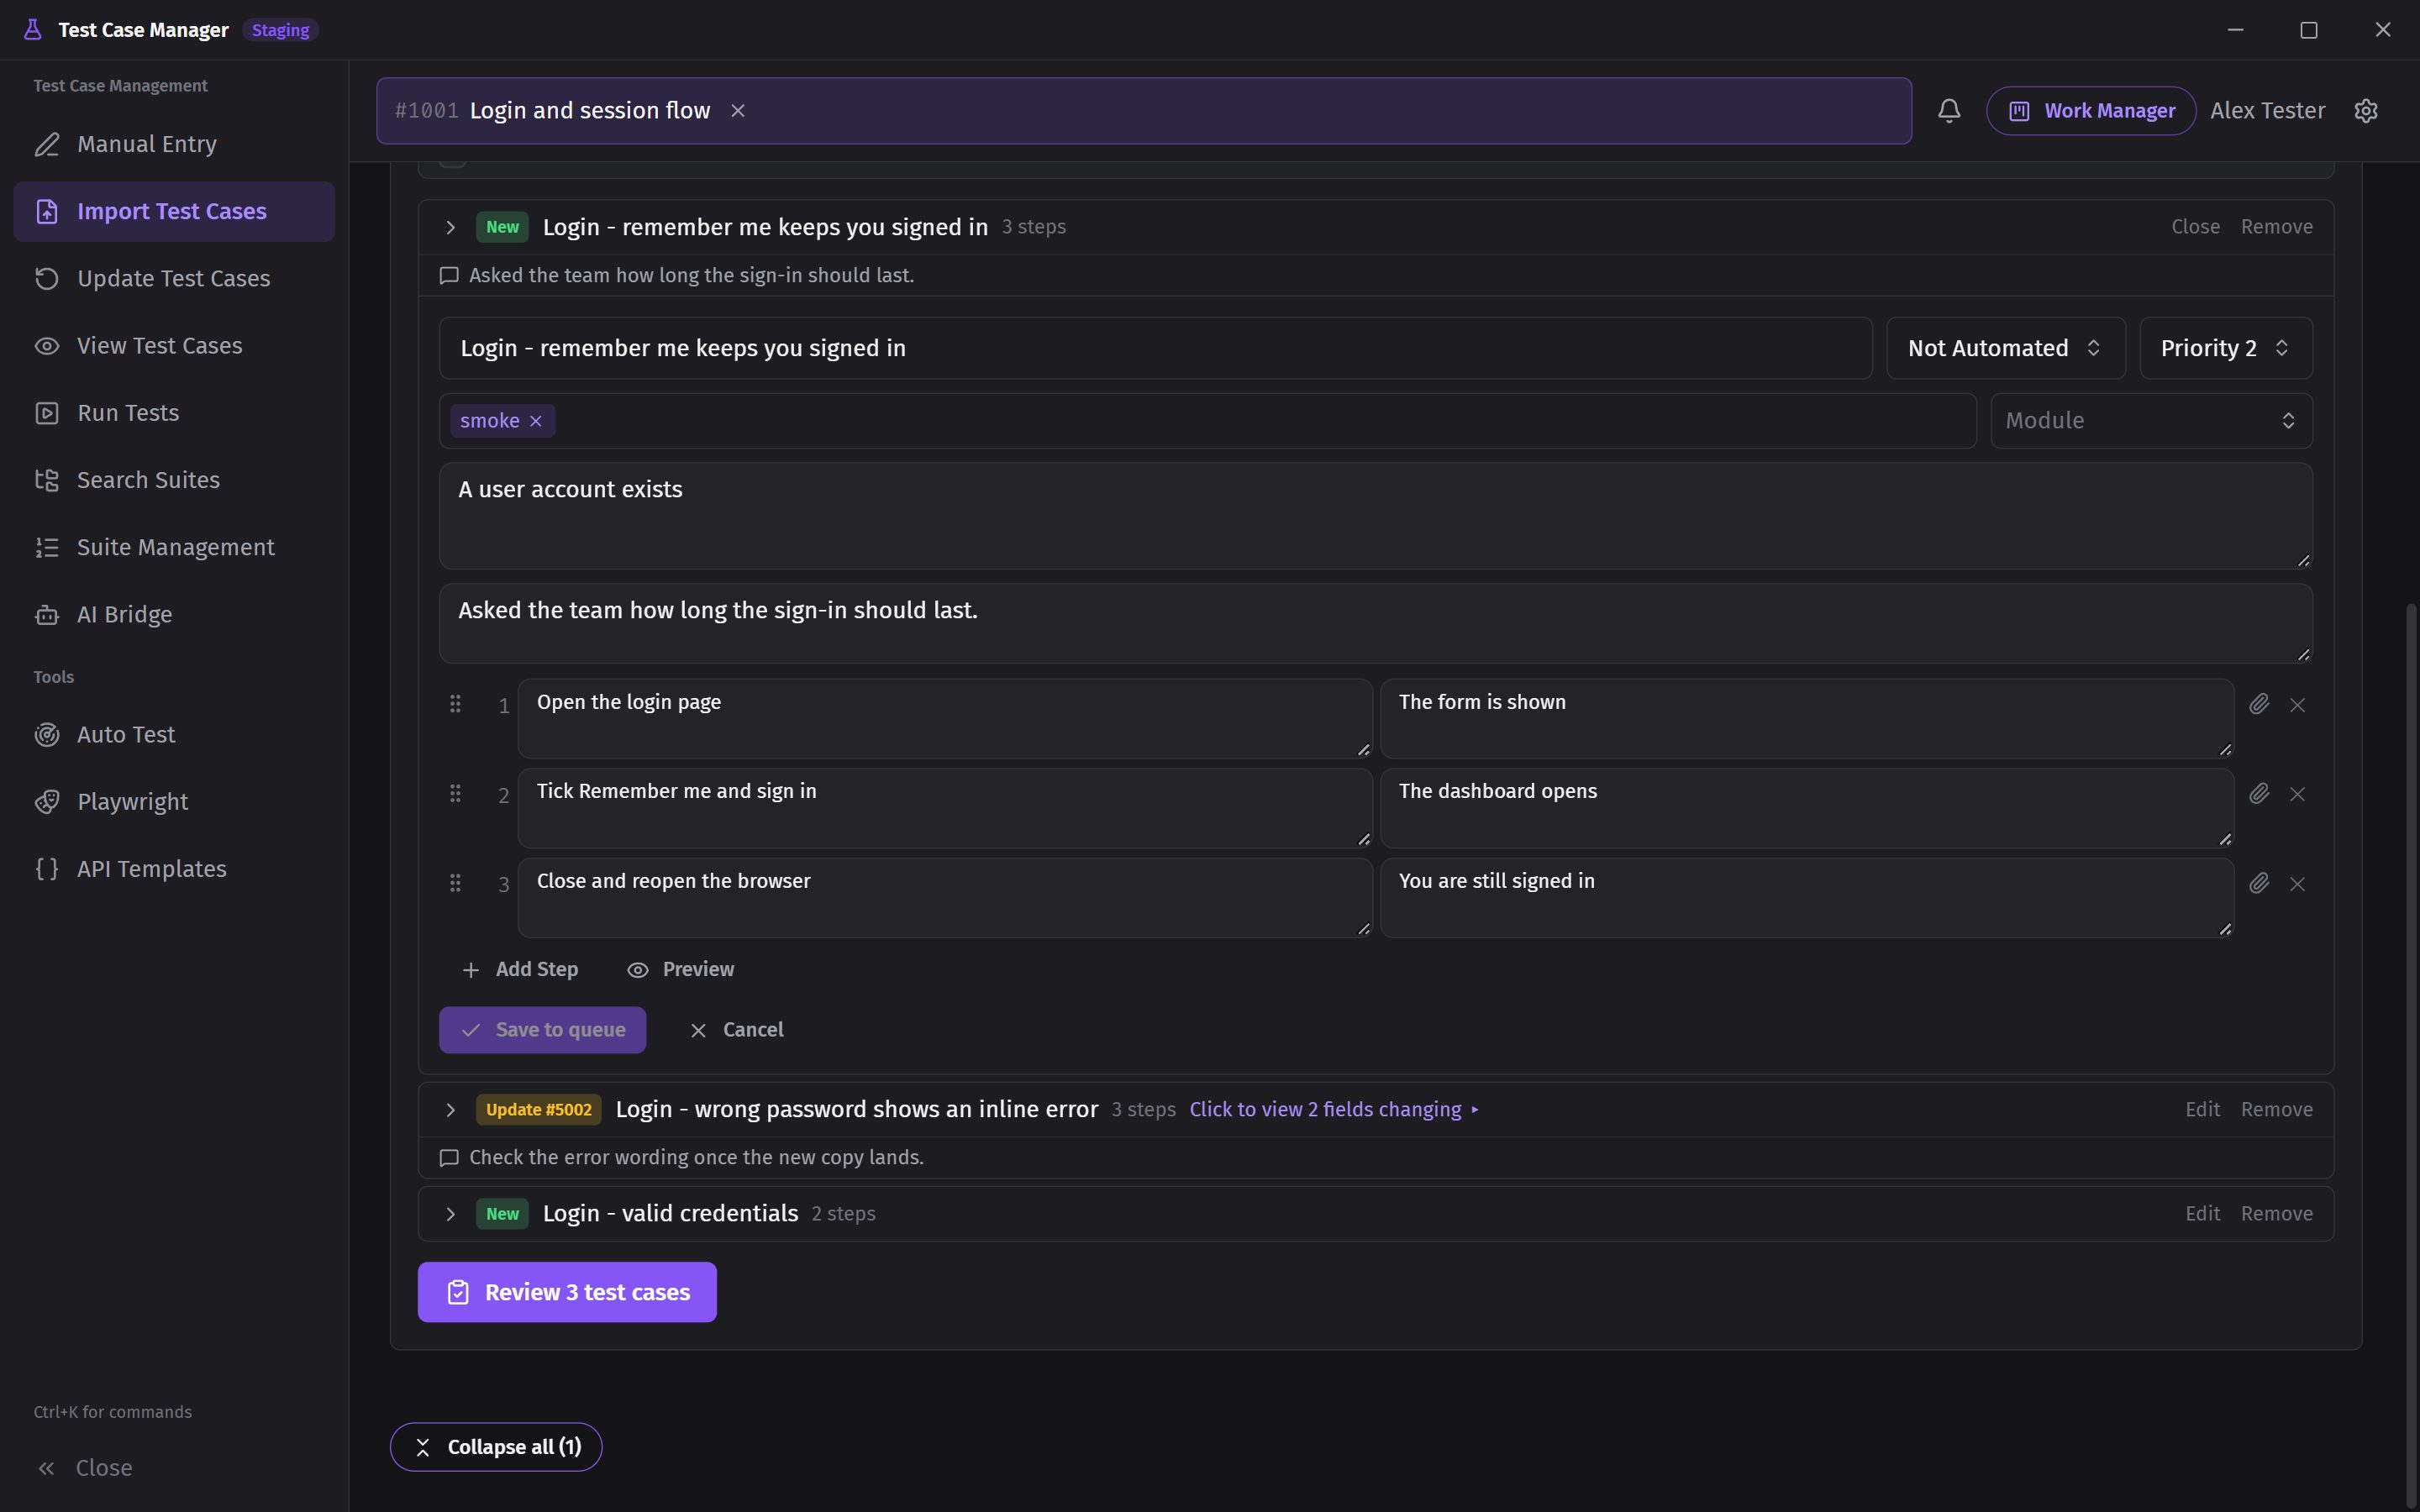 Test Case Manager Staging
Test Case Management
Manual Entry
Import Test Cases
Update Test Cases
View Test Cases
Run Tests
Search Suites
Suite Management
AI Bridge
Tools
Auto Test
Playwright
API Templates
Ctrl+K for commands
Close
#1001 Login and session flow
Work Manager
Alex Tester
New Login - remember me keeps you signed in 3 steps Close Remove
Asked the team how long the sign-in should last.
Login - remember me keeps you signed in Not Automated Priority 2
smoke Module
A user account exists
Asked the team how long the sign-in should last.
1 Open the login page The form is shown
2 Tick Remember me and sign in The dashboard opens
3 Close and reopen the browser You are still signed in
Add Step Preview
Save to queue Cancel
Update #5002 Login - wrong password shows an inline error 3 steps Click to view 2 fields changing ▸ Edit Remove
Check the error wording once the new copy lands.
New Login - valid credentials 2 steps Edit Remove
Review 3 test cases
Collapse all (1)